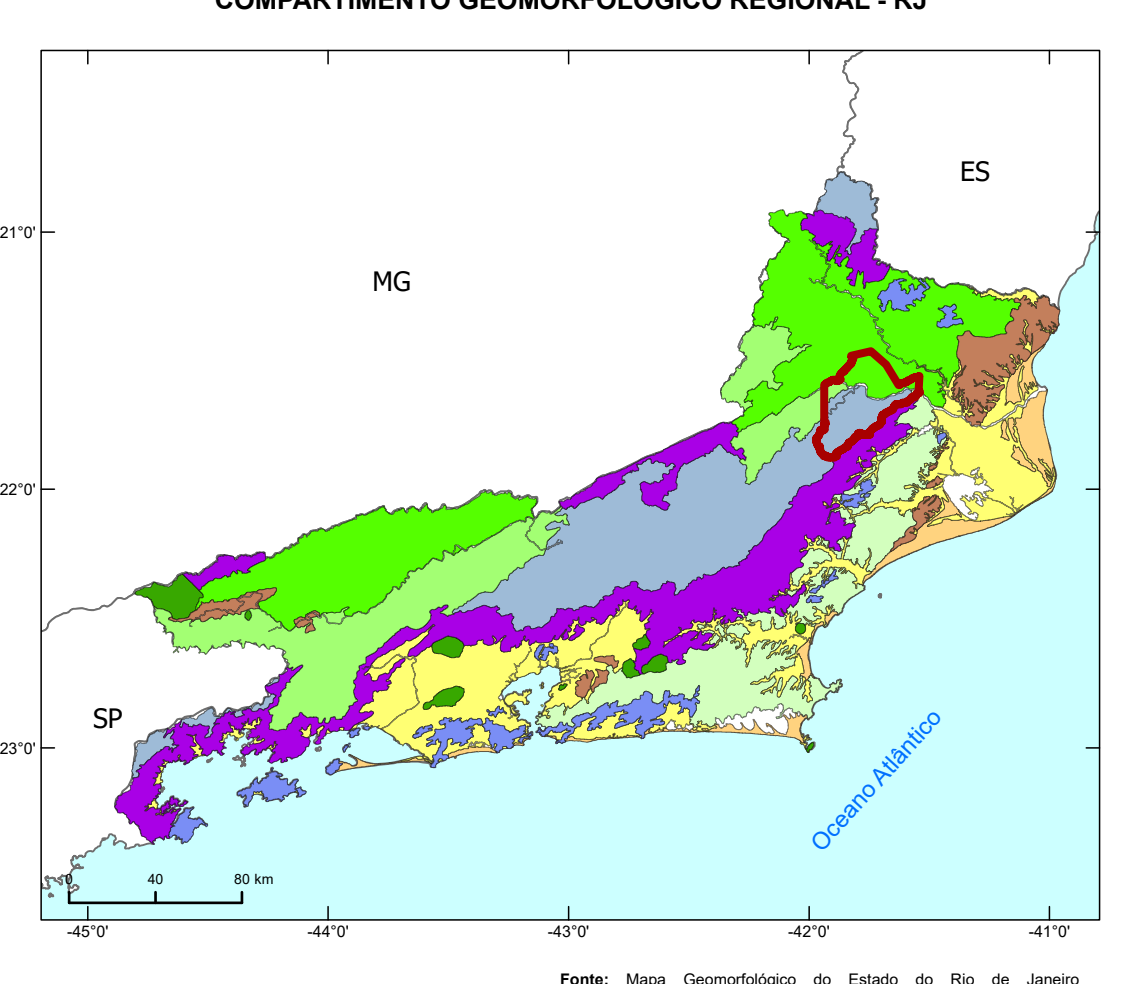 COMPARTIMENTO GEOMORFOLÓGICO REGIONAL - RJ
ES
21°0'
MG
22°0'
SP
23°0'
Oceano Atlântico
0 40 80 km
-45°0' -44°0' -43°0' -42°0' -41°0'
Fonte: Mapa Geomorfológico do Estado do Rio de Janeiro